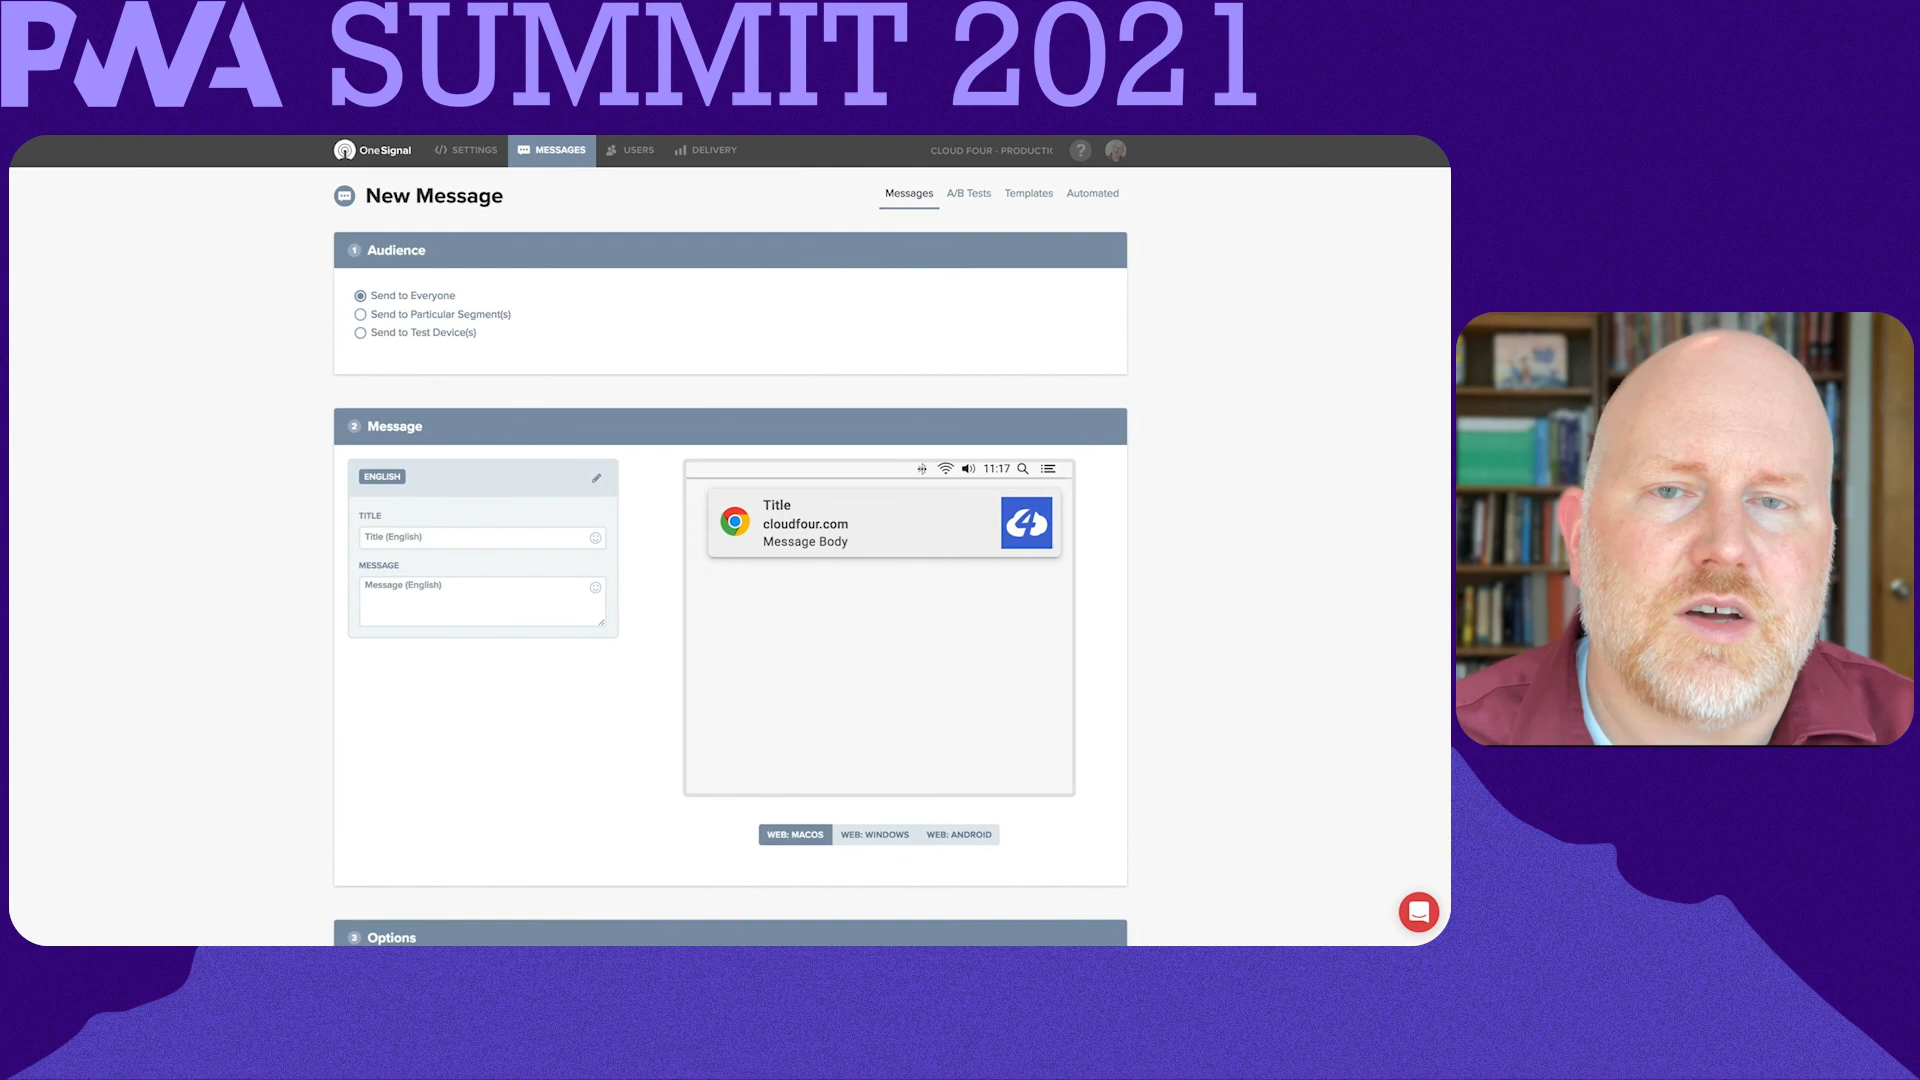 PWA SUMMIT 2021
OneSignal
SETTINGS
MESSAGES
USERS
DELIVERY
CLOUD FOUR - PRODUCTIC
?
New Message
Messages
A/B Tests
Templates
Automated
1 Audience
Send to Everyone
Send to Particular Segment(s)
Send to Test Device(s)
2 Message
ENGLISH
TITLE
Title (English)
MESSAGE
Message (English)
11:17
Title
cloudfour.com
Message Body
4
WEB: MACOS
WEB: WINDOWS
WEB: ANDROID
3 Options